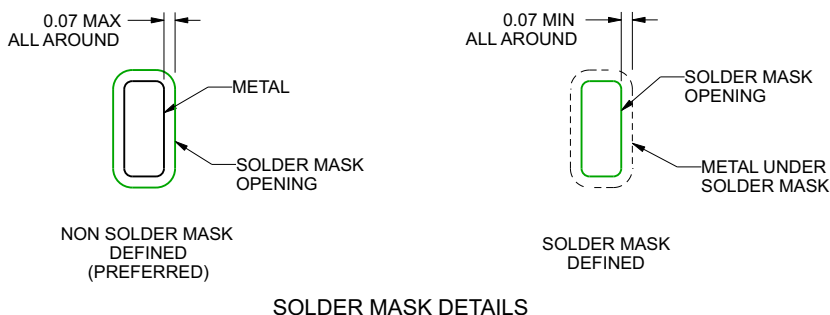 0.07 MAX
ALL AROUND
METAL
SOLDER MASK
OPENING
NON SOLDER MASK
DEFINED
(PREFERRED)
0.07 MIN
ALL AROUND
SOLDER MASK
OPENING
METAL UNDER
SOLDER MASK
SOLDER MASK
DEFINED
SOLDER MASK DETAILS